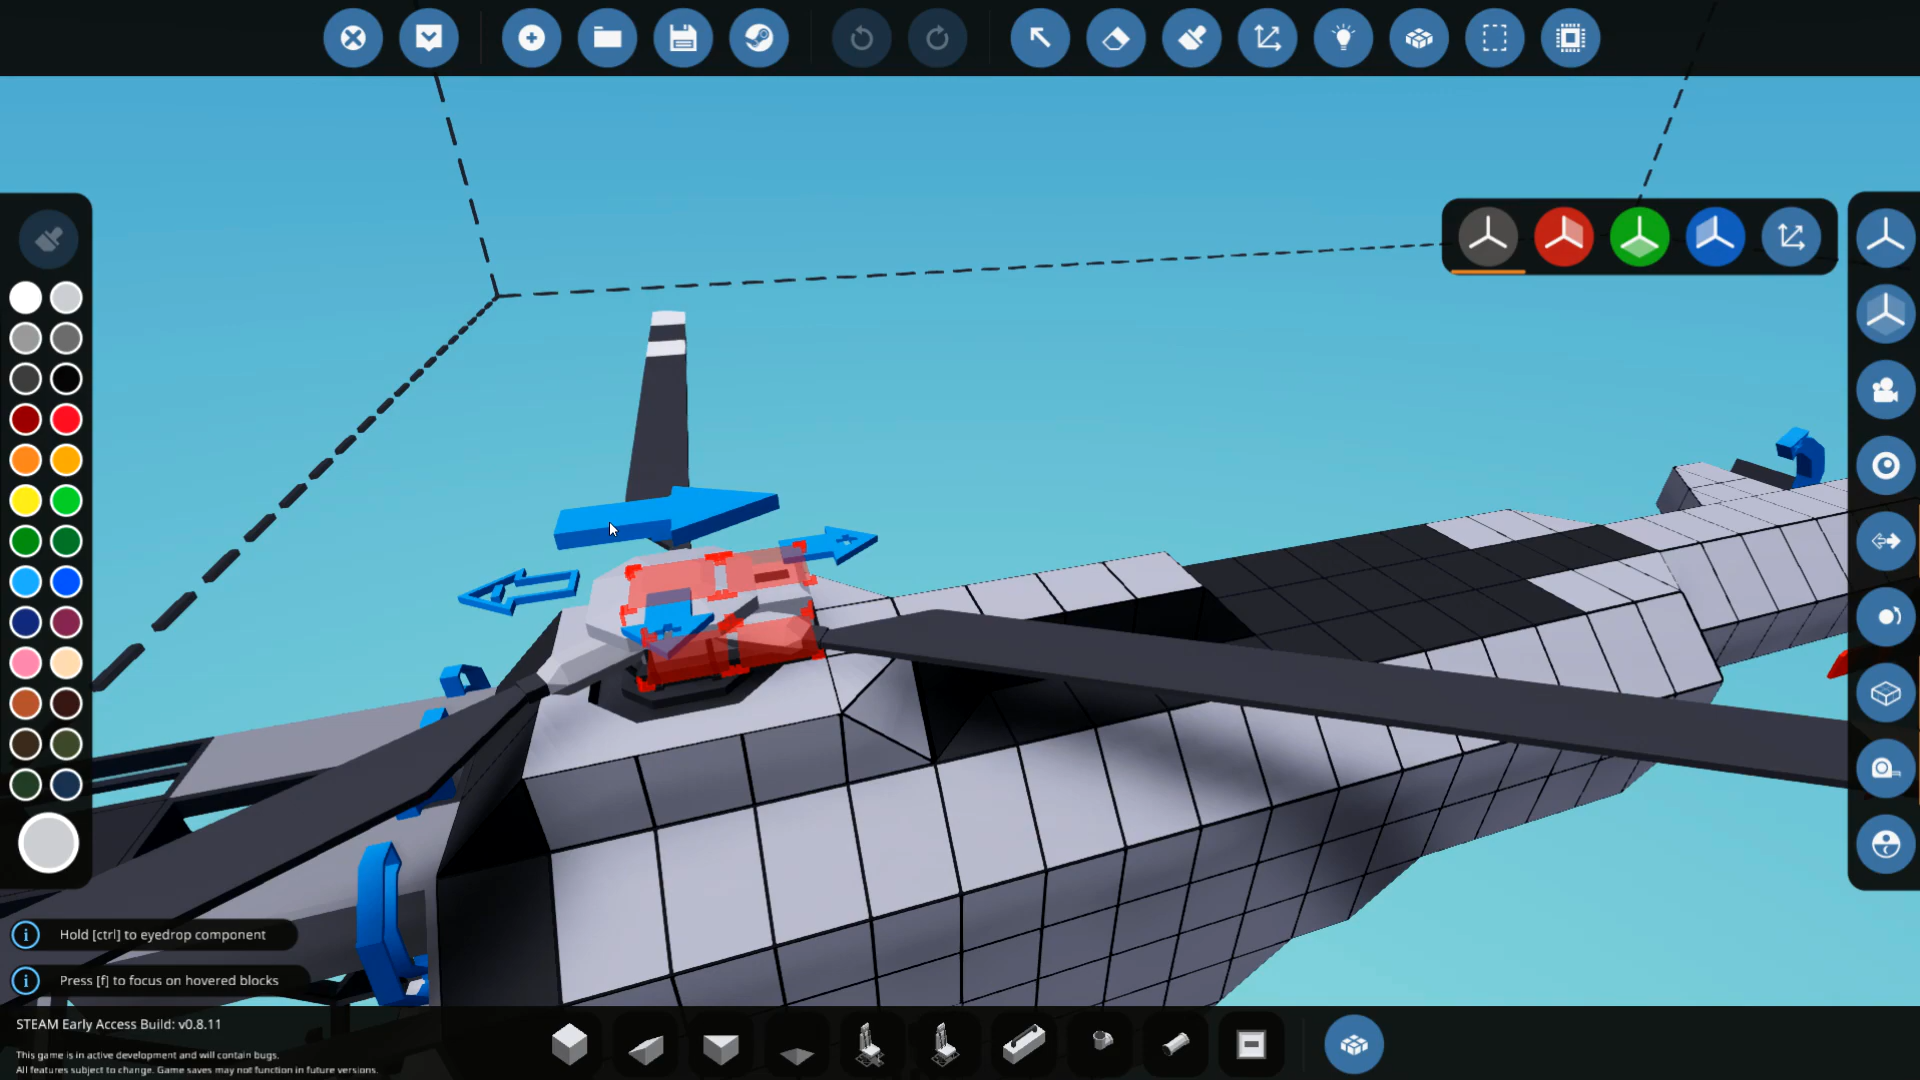 Hold [ctrl] to eyedrop component
Press [f] to focus on hovered blocks
STEAM Early Access Build: v0.8.11
This game is in active development and will contain bugs.
All features subject to change. Game saves may not function in future versions.